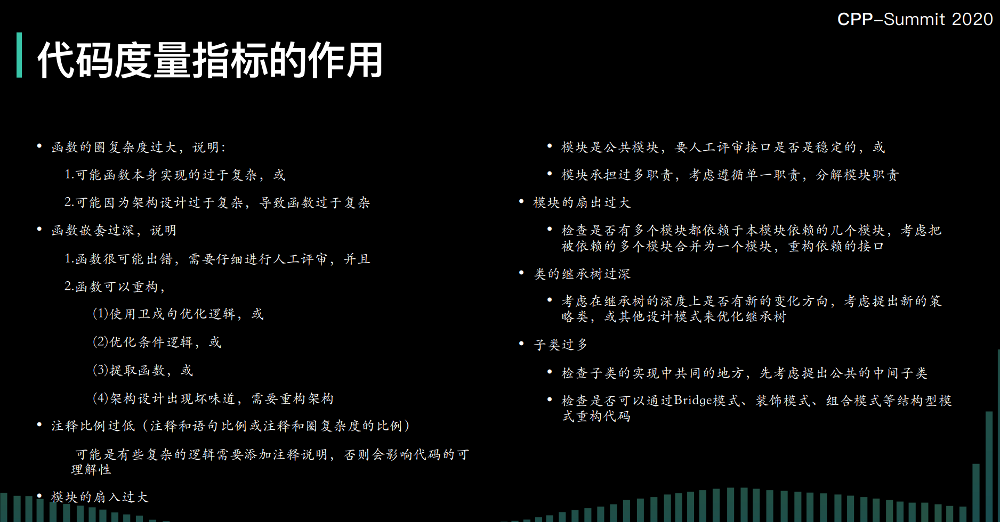 CPP-Summit 2020
代码度量指标的作用
• 函数的圈复杂度过大，说明：
1.可能函数本身实现的过于复杂，或
2.可能因为架构设计过于复杂，导致函数过于复杂
• 函数嵌套过深，说明
1.函数很可能出错，需要仔细进行人工评审，并且
2.函数可以重构，
(1)使用卫戍句优化逻辑，或
(2)优化条件逻辑，或
(3)提取函数，或
(4)架构设计出现坏味道，需要重构架构
• 注释比例过低（注释和语句比例或注释和圈复杂度的比例）
可能是有些复杂的逻辑需要添加注释说明，否则会影响代码的可
理解性
• 模块的扇入过大
• 模块是公共模块，要人工评审接口是否是稳定的，或
• 模块承担过多职责，考虑遵循单一职责，分解模块职责
• 模块的扇出过大
• 检查是否有多个模块都依赖于本模块依赖的几个模块，考虑把
被依赖的多个模块合并为一个模块，重构依赖的接口
• 类的继承树过深
• 考虑在继承树的深度上是否有新的变化方向，考虑提出新的策
略类，或其他设计模式来优化继承树
• 子类过多
• 检查子类的实现中共同的地方，先考虑提出公共的中间子类
• 检查是否可以通过Bridge模式、装饰模式、组合模式等结构型模
式重构代码